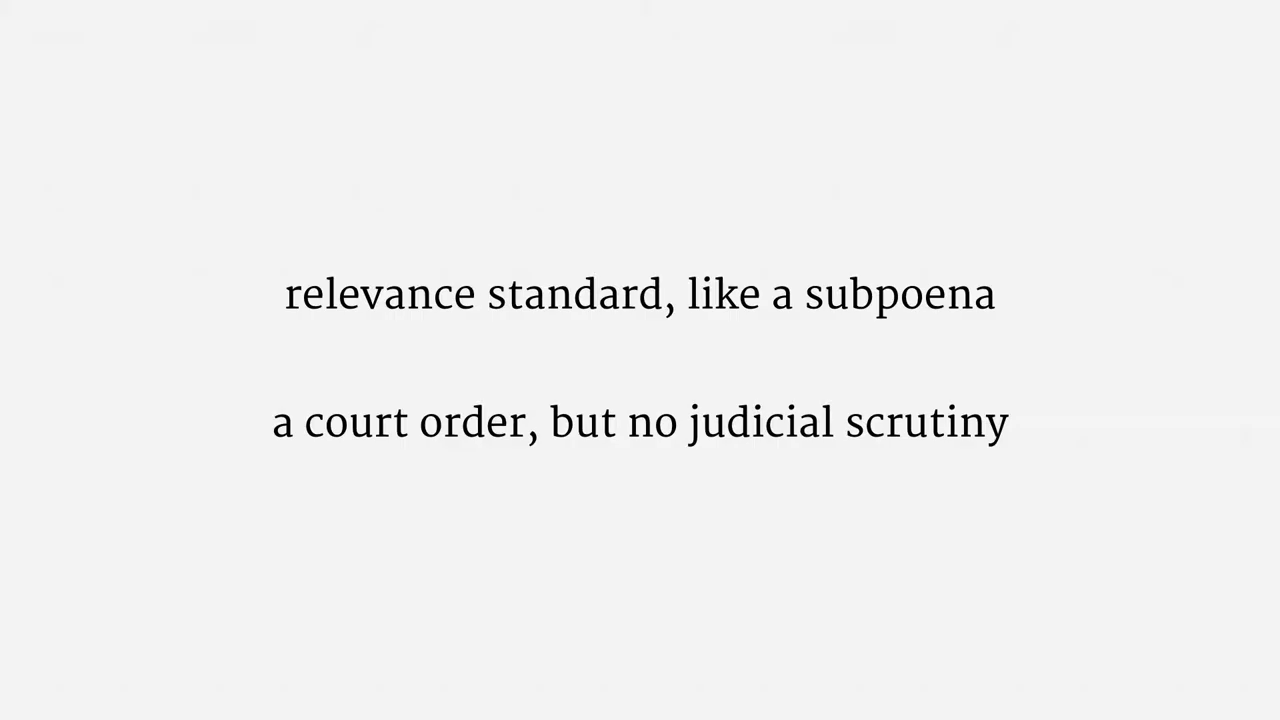 relevance standard, like a subpoena
a court order, but no judicial scrutiny